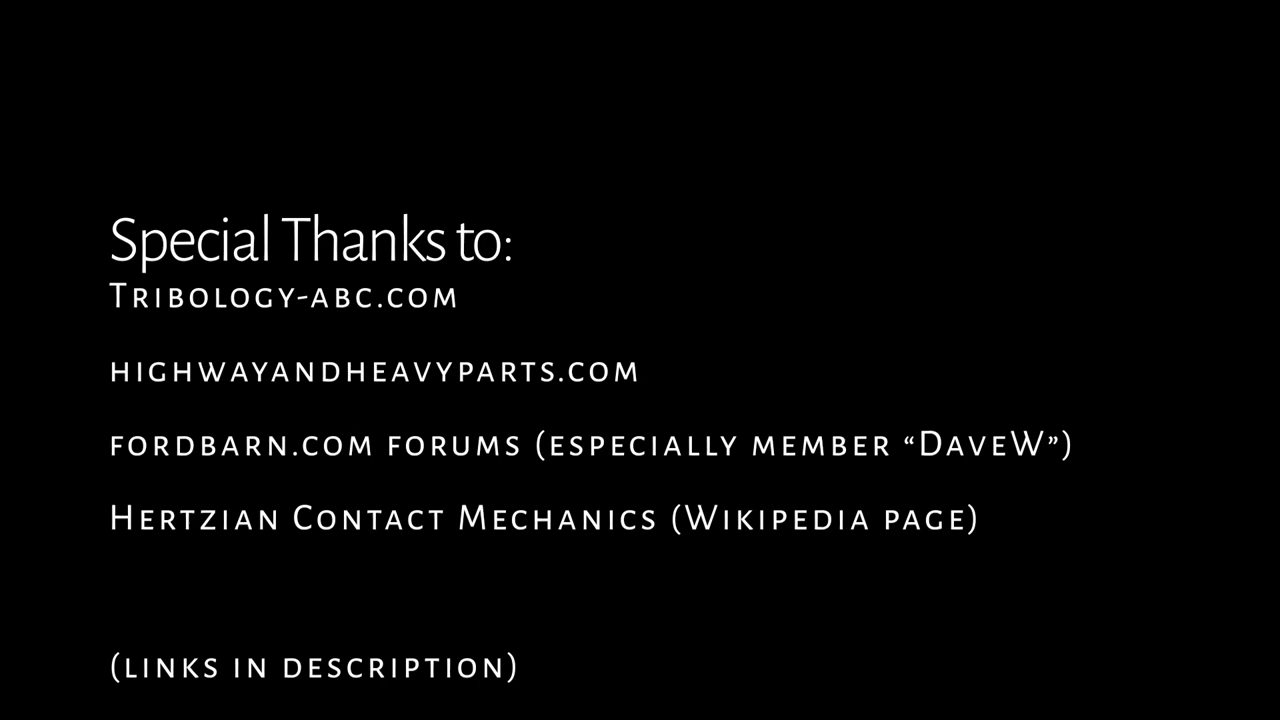 Special Thanks to:
Tribology-abc.com
highwayandheavyparts.com
fordbarn.com forums (especially member “DaveW”)
Hertzian Contact Mechanics (Wikipedia page)
(links in description)